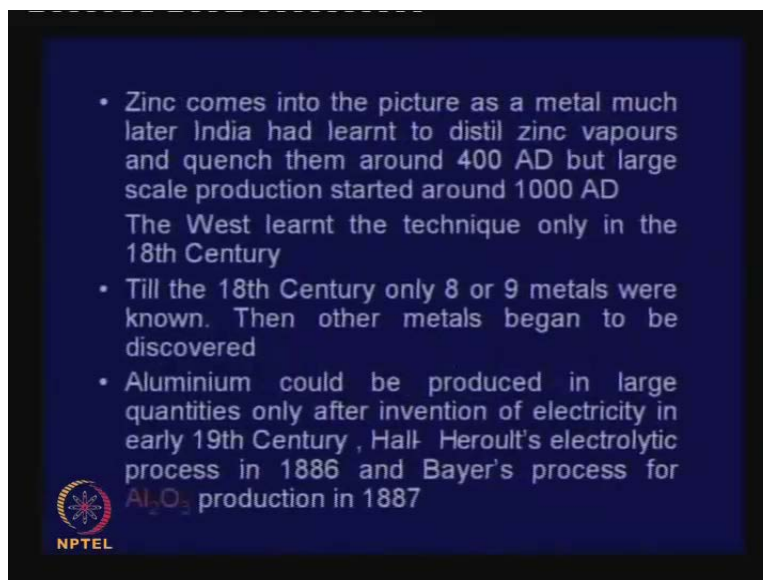 • Zinc comes into the picture as a metal much
later India had learnt to distil zinc vapours
and quench them around 400 AD but large
scale production started around 1000 AD
The West learnt the technique only in the
18th Century
• Till the 18th Century only 8 or 9 metals were
known. Then other metals began to be
discovered
• Aluminium could be produced in large
quantities only after invention of electricity in
early 19th Century , Hall- Heroult's electrolytic
process in 1886 and Bayer's process for
Al₂O₃ production in 1887
NPTEL